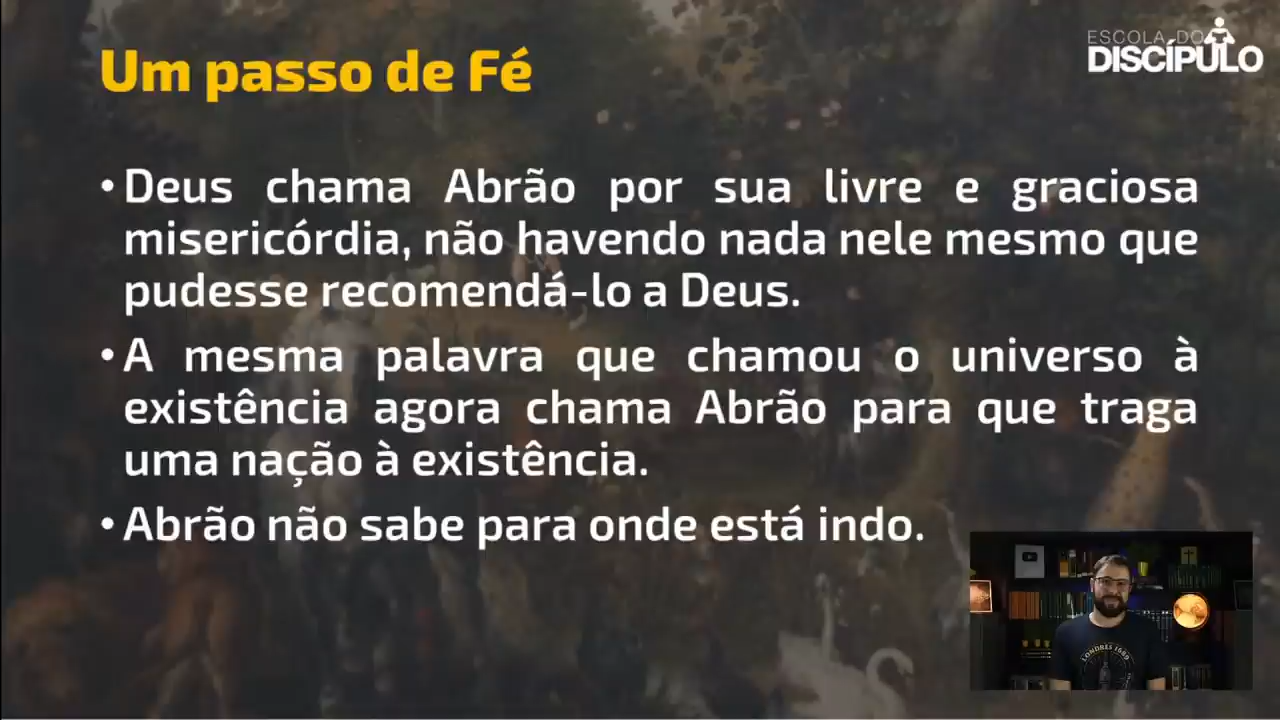 Um passo de Fé
ESCOLA DO
DISCÍPULO
• Deus chama Abrão por sua livre e graciosa
misericórdia, não havendo nada nele mesmo que
pudesse recomendá-lo a Deus.
• A mesma palavra que chamou o universo à
existência agora chama Abrão para que traga
uma nação à existência.
• Abrão não sabe para onde está indo.
LONDRES 1689